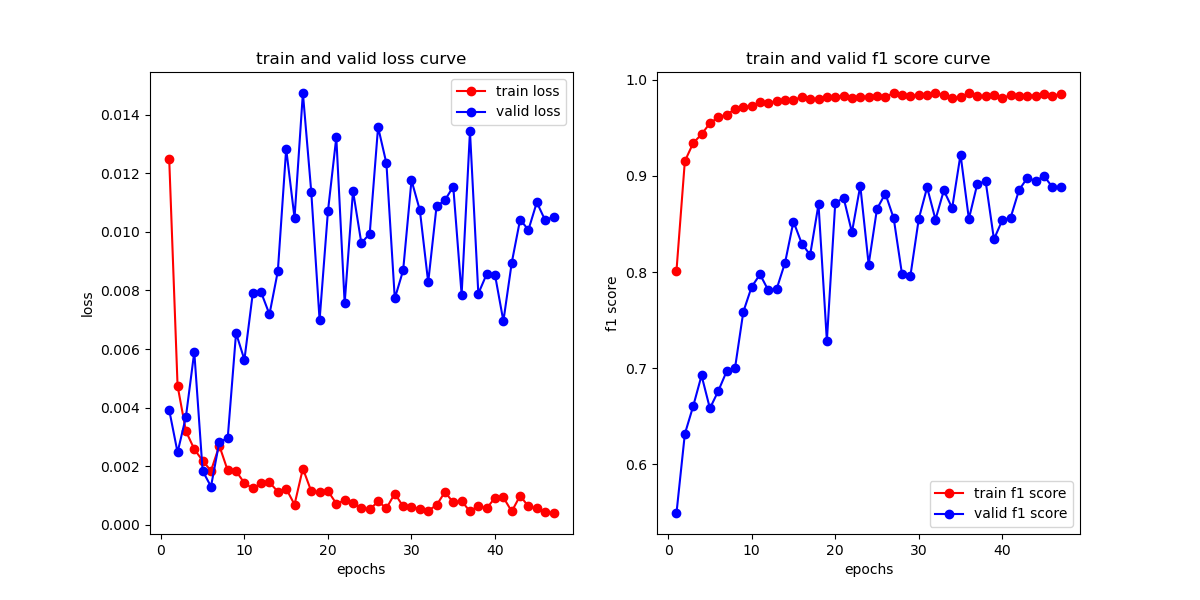 train and valid loss curve
train loss
valid loss
0.014
0.012
0.010
0.008
0.006
0.004
0.002
0.000
loss
0
10
20
30
40
epochs
train and valid f1 score curve
1.0
0.9
0.8
0.7
0.6
f1 score
train f1 score
valid f1 score
0
10
20
30
40
epochs